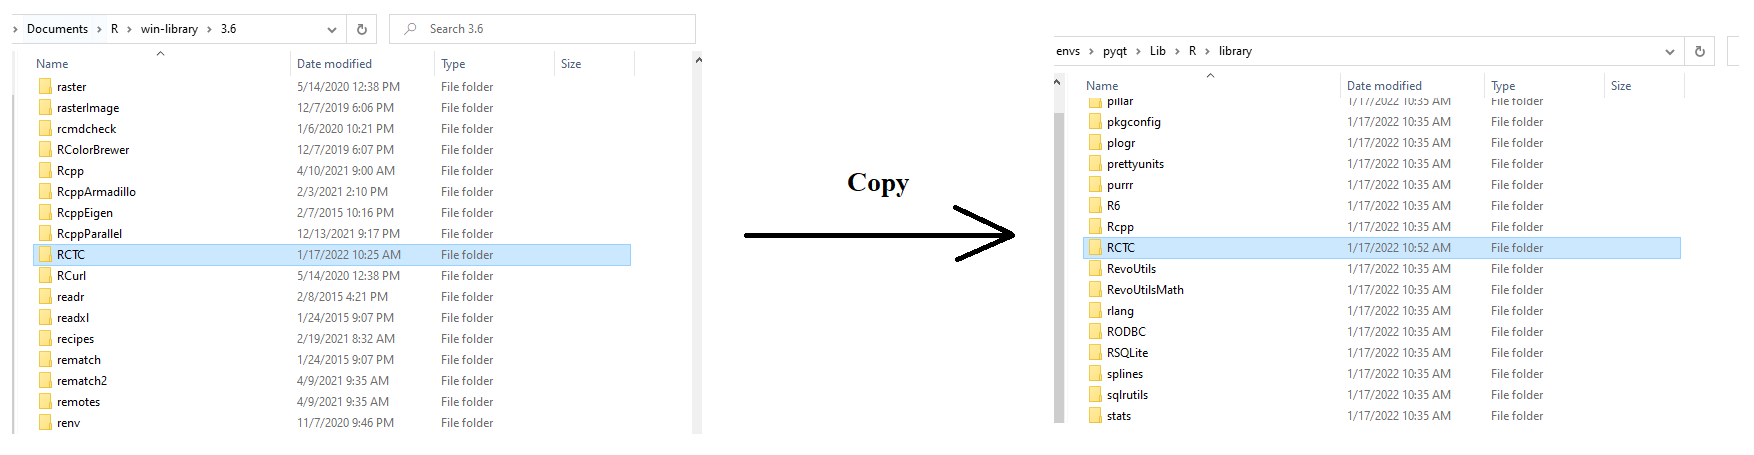 Documents > R > win-library > 3.6
Search 3.6
Name Date modified Type Size
raster 5/14/2020 12:38 PM File folder
rasterImage 12/7/2019 6:06 PM File folder
rcmdcheck 1/6/2020 10:21 PM File folder
RColorBrewer 12/7/2019 6:07 PM File folder
Rcpp 4/10/2021 9:00 AM File folder
RcppArmadillo 2/3/2021 2:10 PM File folder
RcppEigen 2/7/2015 10:16 PM File folder
RcppParallel 12/13/2021 9:17 PM File folder
RCTC 1/17/2022 10:25 AM File folder
RCurl 5/14/2020 12:38 PM File folder
readr 2/8/2015 4:21 PM File folder
readxl 1/24/2015 9:07 PM File folder
recipes 2/19/2021 8:32 AM File folder
rematch 1/24/2015 9:07 PM File folder
rematch2 4/9/2021 9:35 AM File folder
remotes 4/9/2021 9:35 AM File folder
renv 11/7/2020 9:46 PM File folder
Copy
envs > pyqt > Lib > R > library
Name Date modified Type Size
pillar 1/17/2022 10:35 AM File folder
pkgconfig 1/17/2022 10:35 AM File folder
plogr 1/17/2022 10:35 AM File folder
prettyunits 1/17/2022 10:35 AM File folder
purrr 1/17/2022 10:35 AM File folder
R6 1/17/2022 10:35 AM File folder
Rcpp 1/17/2022 10:35 AM File folder
RCTC 1/17/2022 10:52 AM File folder
RevoUtils 1/17/2022 10:35 AM File folder
RevoUtilsMath 1/17/2022 10:35 AM File folder
rlang 1/17/2022 10:35 AM File folder
RODBC 1/17/2022 10:35 AM File folder
RSQLite 1/17/2022 10:35 AM File folder
splines 1/17/2022 10:35 AM File folder
sqlrutils 1/17/2022 10:35 AM File folder
stats 1/17/2022 10:35 AM File folder